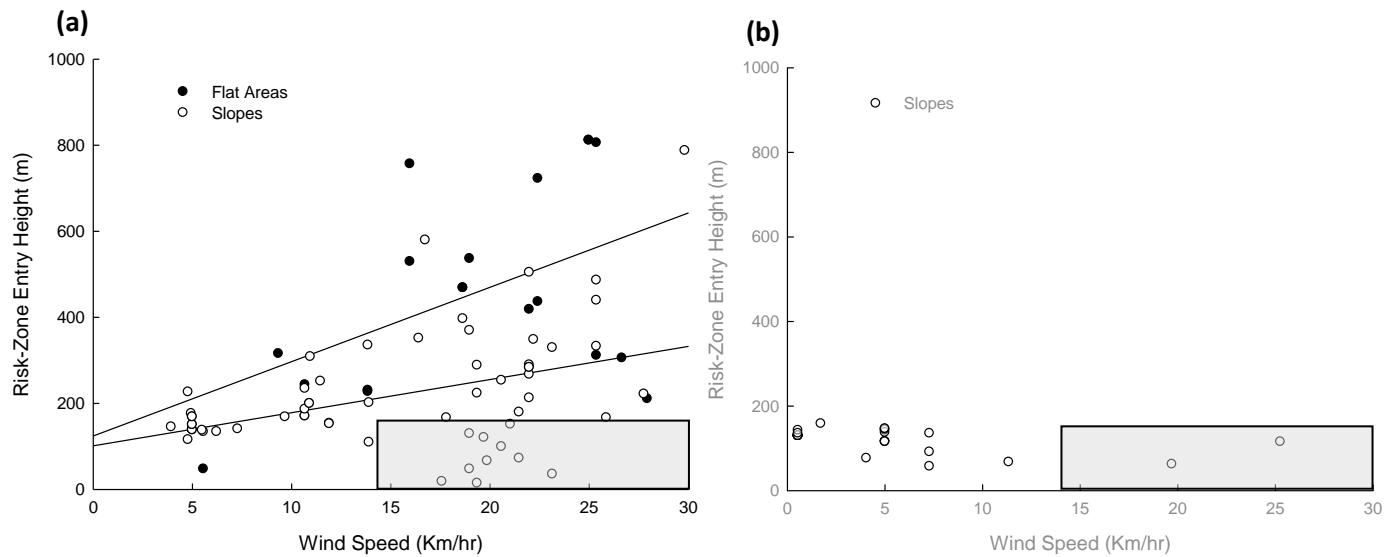 (a)
1000
800
600
400
200
0
Risk-Zone Entry Height (m)
Flat Areas
Slopes
0 5 10 15 20 25 30
Wind Speed (Km/hr)
(b)
1000
800
600
400
200
0
Risk-Zone Entry Height (m)
Slopes
0 5 10 15 20 25 30
Wind Speed (Km/hr)